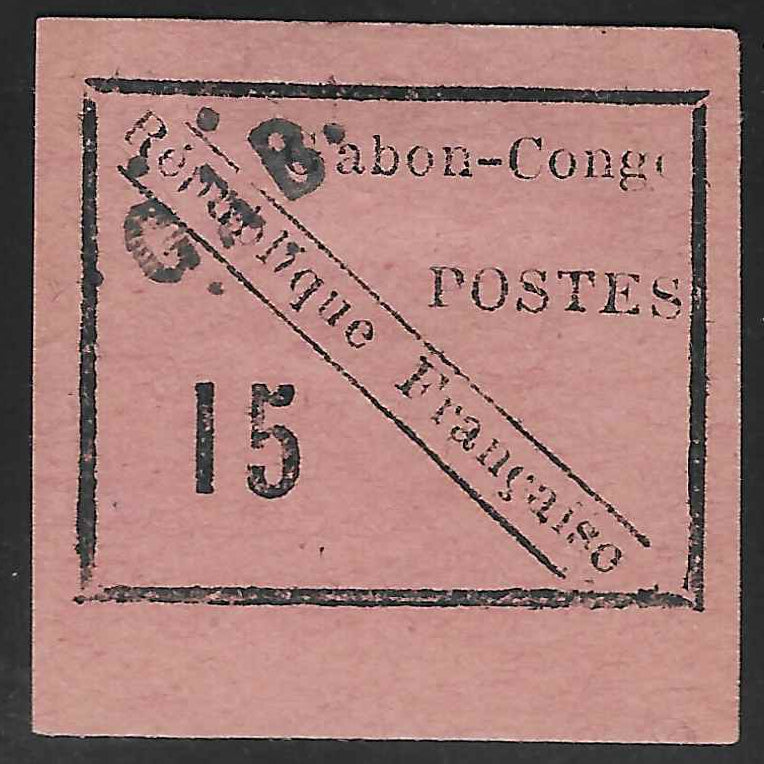 Gabon-Congo
POSTES
République Française
15